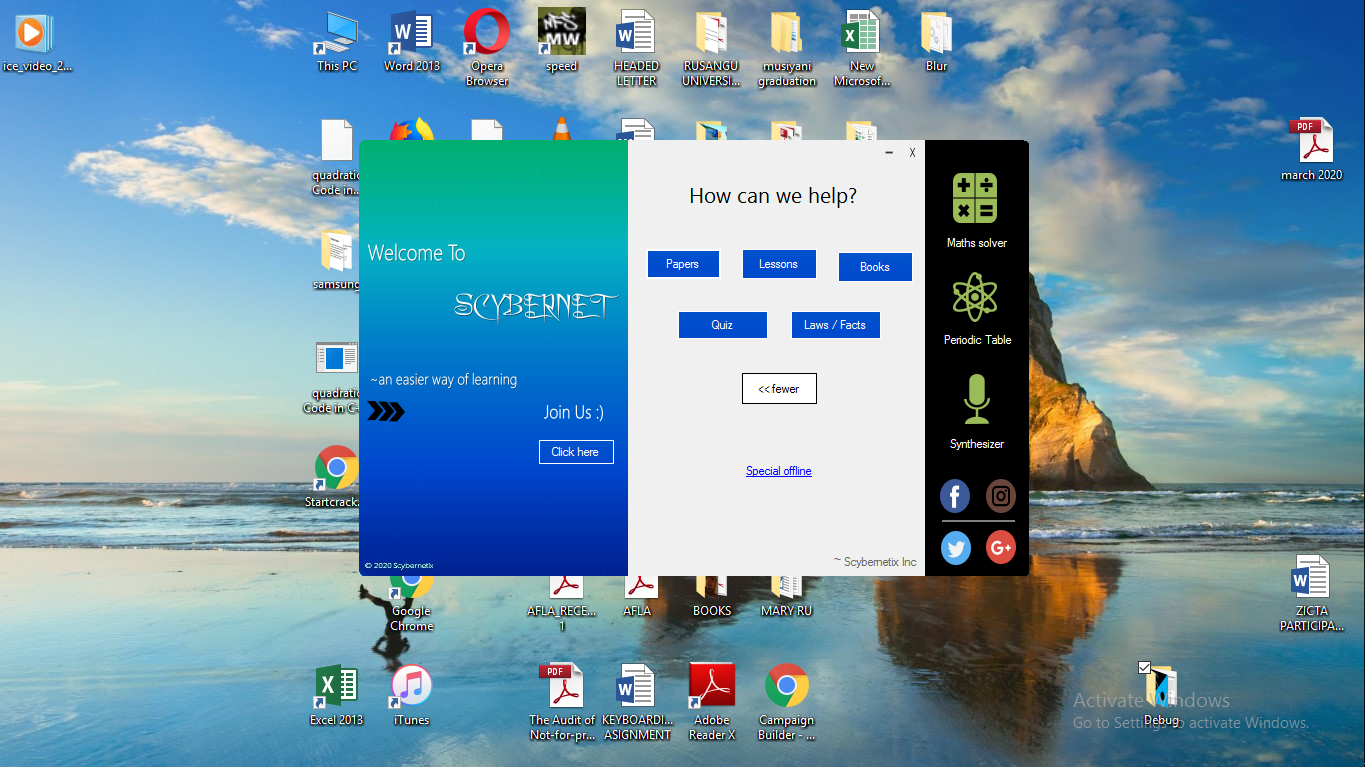 ice_video_2...
This PC
Word 2013
Opera
Browser
speed
HEADED
LETTER
RUSANGU
UNIVERSI...
musiyani
graduation
New
Microsof...
Blur
PDF
march 2020
quadratic
Code in...
samsung
quadratic
Code in C-
Startcrack.
Welcome To
SCYBERNET
~an easier way of learning
Join Us :)
Click here
© 2020 Scybernetix
– X
How can we help?
Papers
Lessons
Books
Quiz
Laws / Facts
<< fewer
Special offline
~ Scybernetix Inc
Maths solver
Periodic Table
Synthesizer
Google
Chrome
AFLA_RECE...
1
AFLA
BOOKS
MARY RU
ZICTA
PARTICIPA...
Excel 2013
iTunes
PDF
The Audit of
Not-for-pr...
KEYBOARDI...
ASIGNMENT
Adobe
Reader X
Campaign
Builder - ...
Debug
Activate Windows
Go to Settings to activate Windows.